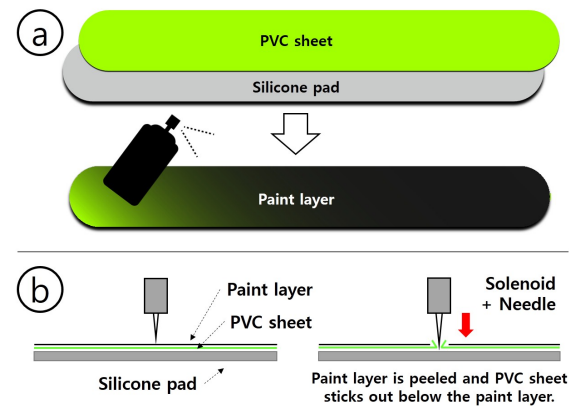 a
PVC sheet
Silicone pad
Paint layer
b
Paint layer
PVC sheet
Silicone pad
Solenoid
+ Needle
Paint layer is peeled and PVC sheet
sticks out below the paint layer.